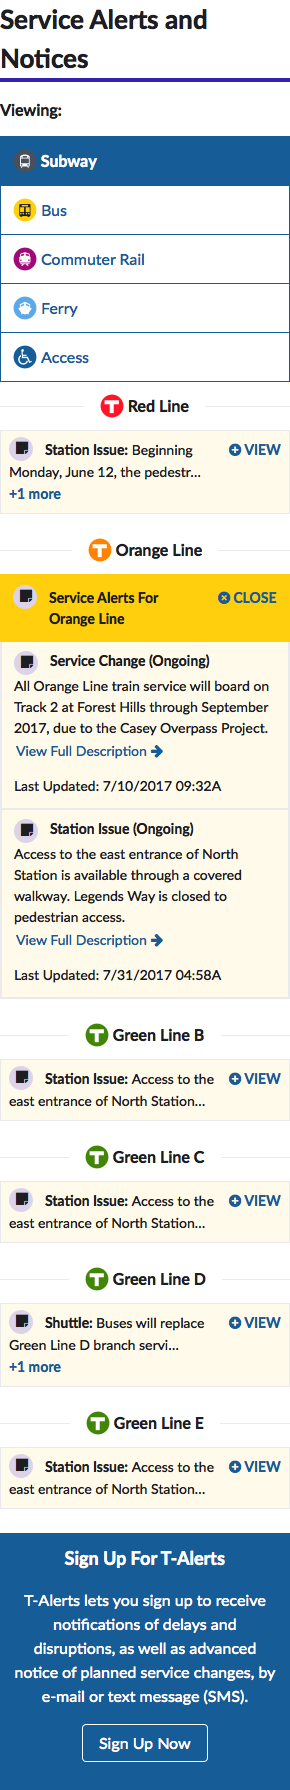 Service Alerts and
Notices
Viewing:
Subway
Bus
Commuter Rail
Ferry
Access
T Red Line
Station Issue: Beginning VIEW
Monday, June 12, the pedestr...
+1 more
T Orange Line
Service Alerts For CLOSE
Orange Line
Service Change (Ongoing)
All Orange Line train service will board on
Track 2 at Forest Hills through September
2017, due to the Casey Overpass Project.
View Full Description
Last Updated: 7/10/2017 09:32A
Station Issue (Ongoing)
Access to the east entrance of North
Station is available through a covered
walkway. Legends Way is closed to
pedestrian access.
View Full Description
Last Updated: 7/31/2017 04:58A
T Green Line B
Station Issue: Access to the VIEW
east entrance of North Station...
T Green Line C
Station Issue: Access to the VIEW
east entrance of North Station...
T Green Line D
Shuttle: Buses will replace VIEW
Green Line D branch servi...
+1 more
T Green Line E
Station Issue: Access to the VIEW
east entrance of North Station...
Sign Up For T-Alerts
T-Alerts lets you sign up to receive
notifications of delays and
disruptions, as well as advanced
notice of planned service changes, by
e-mail or text message (SMS).
Sign Up Now